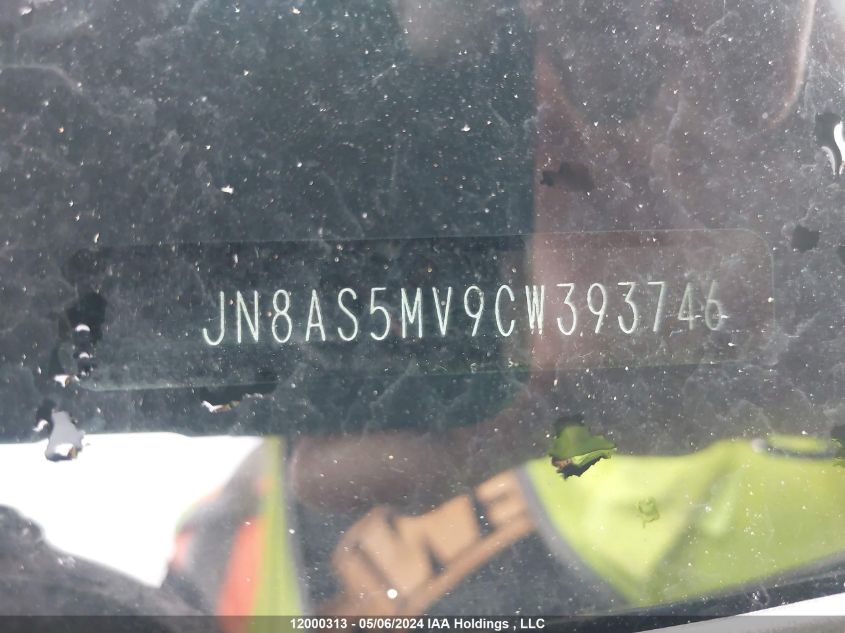 JN8AS5MV9CW393746
12000313 - 05/06/2024 IAA Holdings , LLC